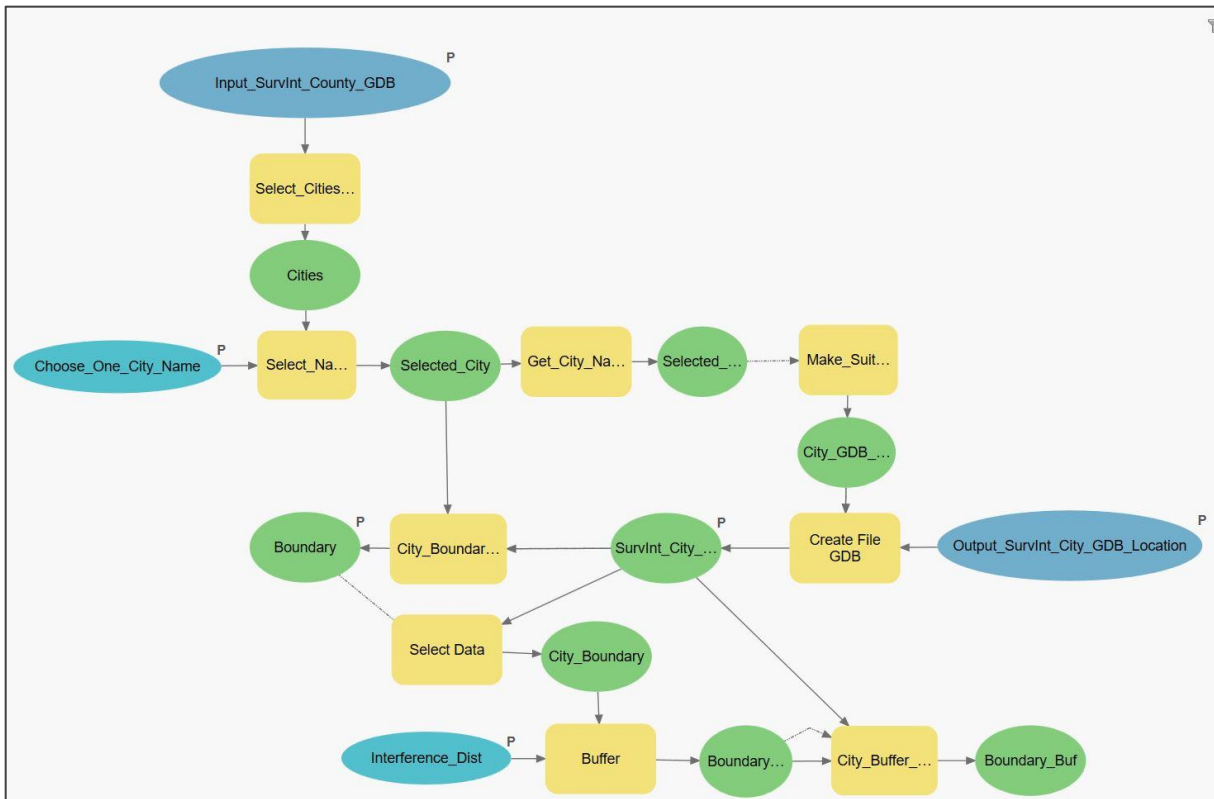 P
Input_SurvInt_County_GDB
Select_Cities...
Cities
P
Choose_One_City_Name
Select_Na...
Selected_City
Get_City_Na...
Selected_...
Make_Suit...
City_GDB_...
P
Boundary
City_Boundar...
P
SurvInt_City_...
Create File
GDB
P
Output_SurvInt_City_GDB_Location
Select Data
City_Boundary
P
Interference_Dist
Buffer
Boundary...
City_Buffer_...
Boundary_Buf